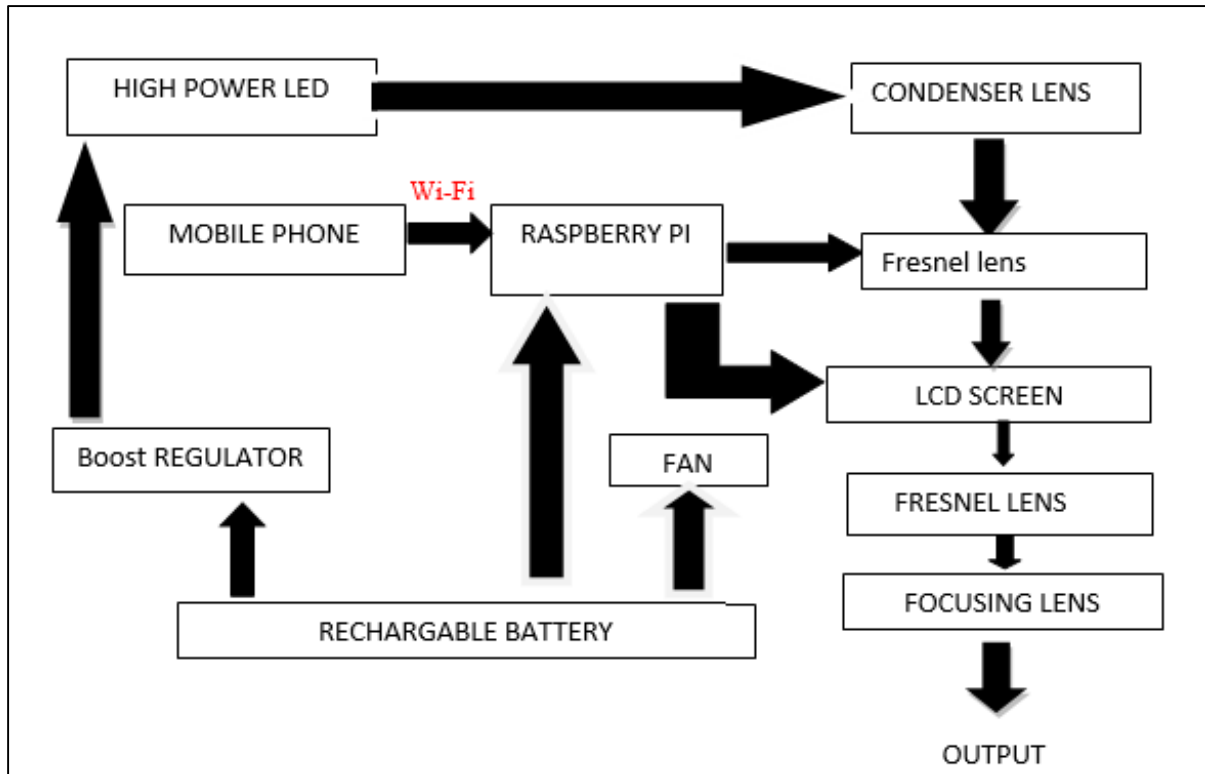 HIGH POWER LED
CONDENSER LENS
Wi-Fi
MOBILE PHONE
RASPBERRY PI
Fresnel lens
LCD SCREEN
Boost REGULATOR
FAN
FRESNEL LENS
FOCUSING LENS
RECHARGABLE BATTERY
OUTPUT